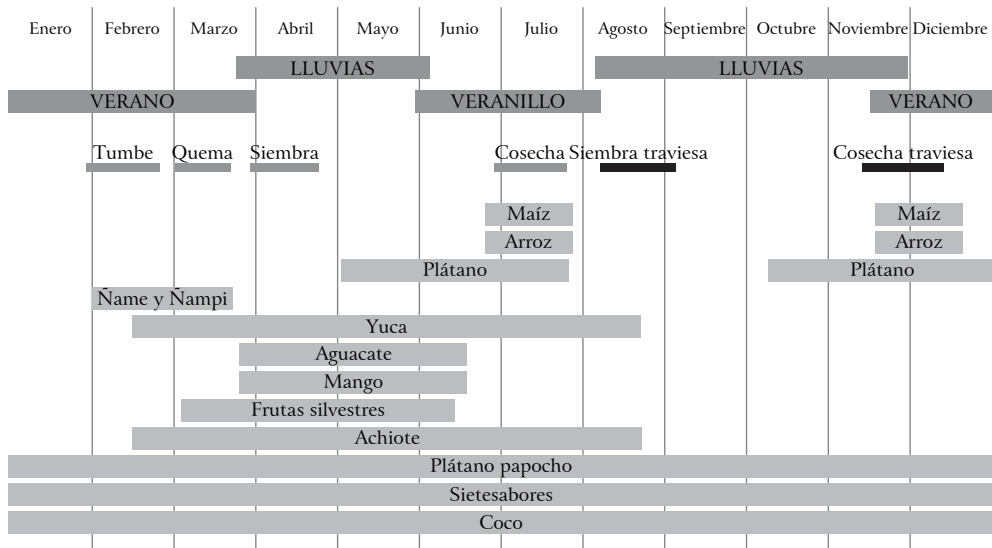 Enero Febrero Marzo Abril Mayo Junio Julio Agosto Septiembre Octubre Noviembre Diciembre
LLUVIAS LLUVIAS
VERANO VERANILLO VERANO
Tumbe Quema Siembra Cosecha Siembra traviesa Cosecha traviesa
Maíz Maíz
Arroz Arroz
Plátano Plátano
Ñame y Ñampi
Yuca
Aguacate
Mango
Frutas silvestres
Achiote
Plátano papocho
Sietesabores
Coco